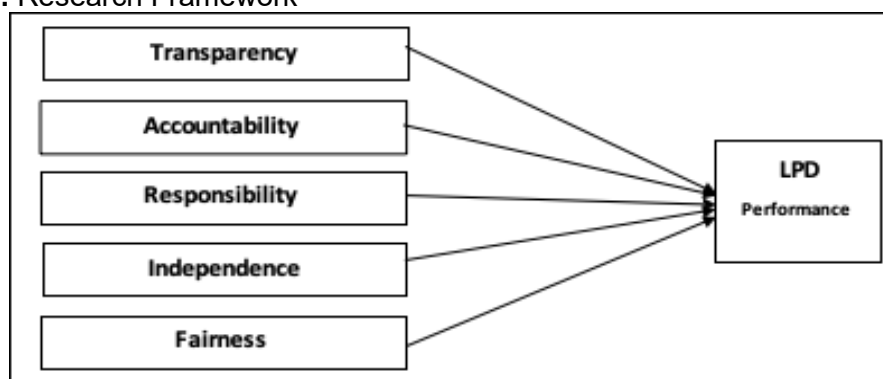 . Research Framework
Transparency
Accountability
Responsibility
Independence
Fairness
LPD
Performance